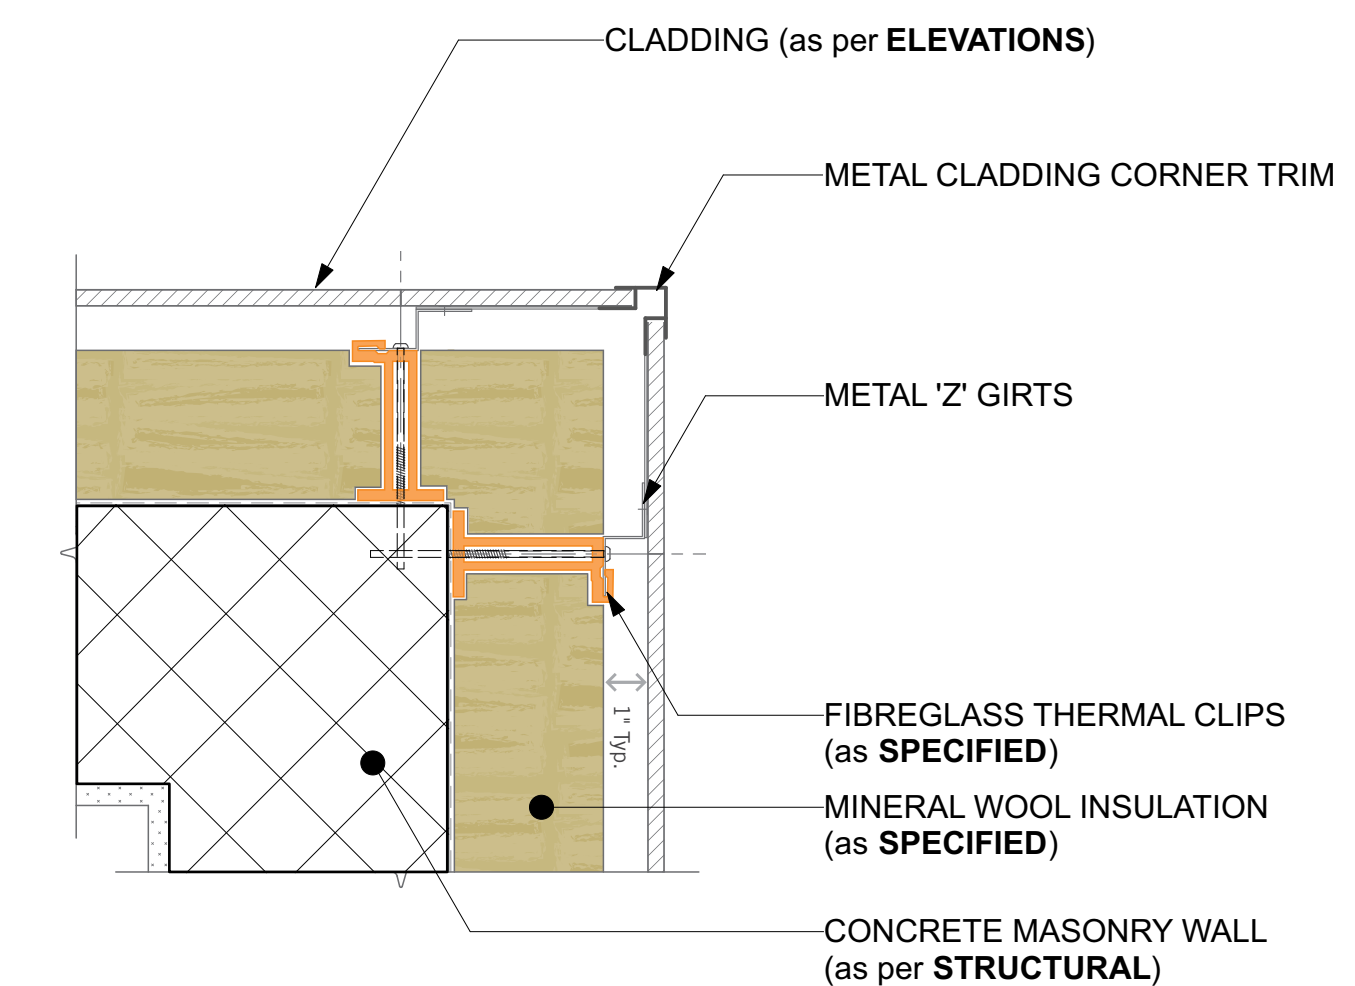 CLADDING (as per ELEVATIONS)
METAL CLADDING CORNER TRIM
METAL 'Z' GIRTS
1" Typ.
FIBREGLASS THERMAL CLIPS
(as SPECIFIED)
MINERAL WOOL INSULATION
(as SPECIFIED)
CONCRETE MASONRY WALL
(as per STRUCTURAL)